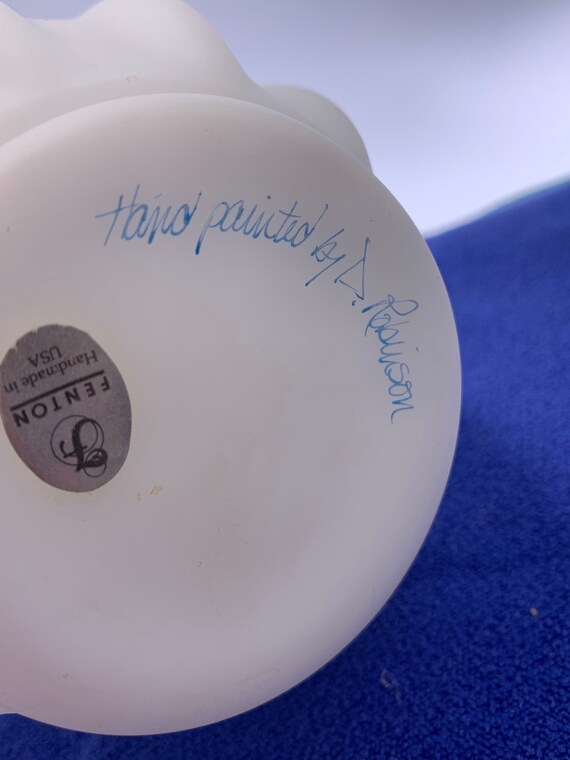 Hand painted by D. Robinson
F
FENTON
Handmade in
USA